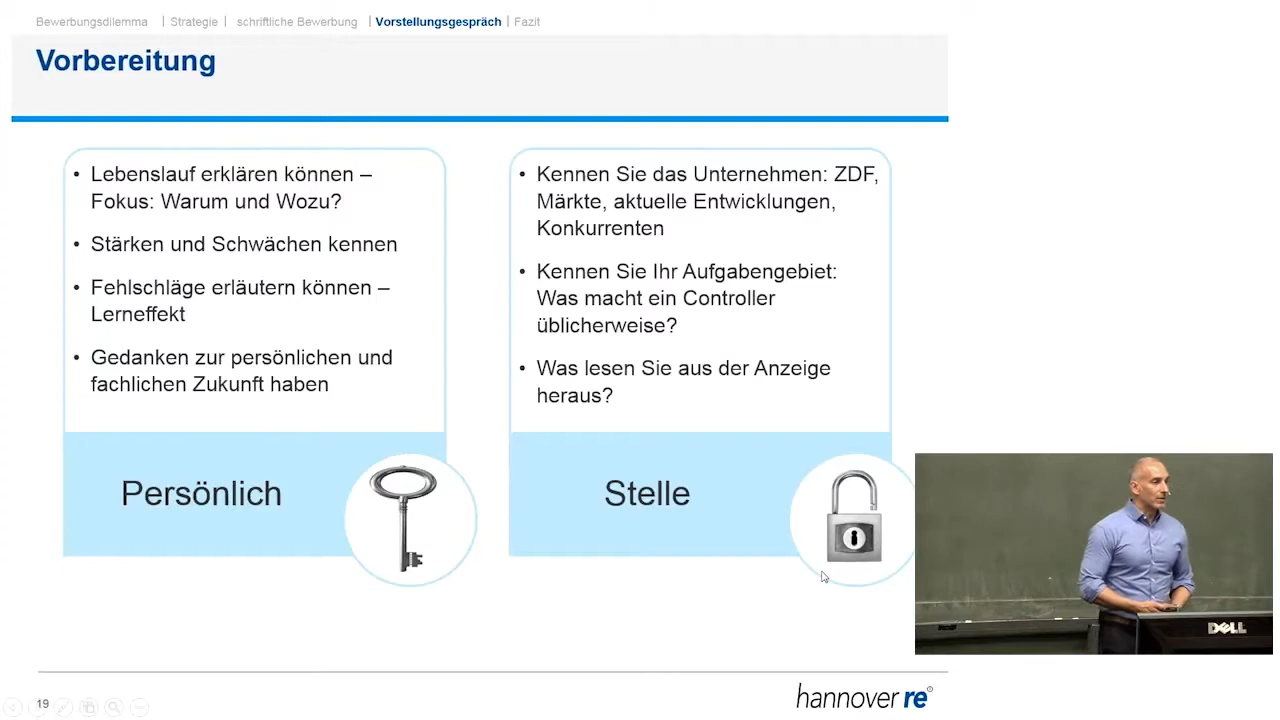 Bewerbungsdilemma | Strategie | schriftliche Bewerbung | Vorstellungsgespräch | Fazit
Vorbereitung
• Lebenslauf erklären können –
Fokus: Warum und Wozu?
• Stärken und Schwächen kennen
• Fehlschläge erläutern können –
Lerneffekt
• Gedanken zur persönlichen und
fachlichen Zukunft haben
Persönlich
• Kennen Sie das Unternehmen: ZDF,
Märkte, aktuelle Entwicklungen,
Konkurrenten
• Kennen Sie Ihr Aufgabengebiet:
Was macht ein Controller
üblicherweise?
• Was lesen Sie aus der Anzeige
heraus?
Stelle
DELL
19
hannover re®